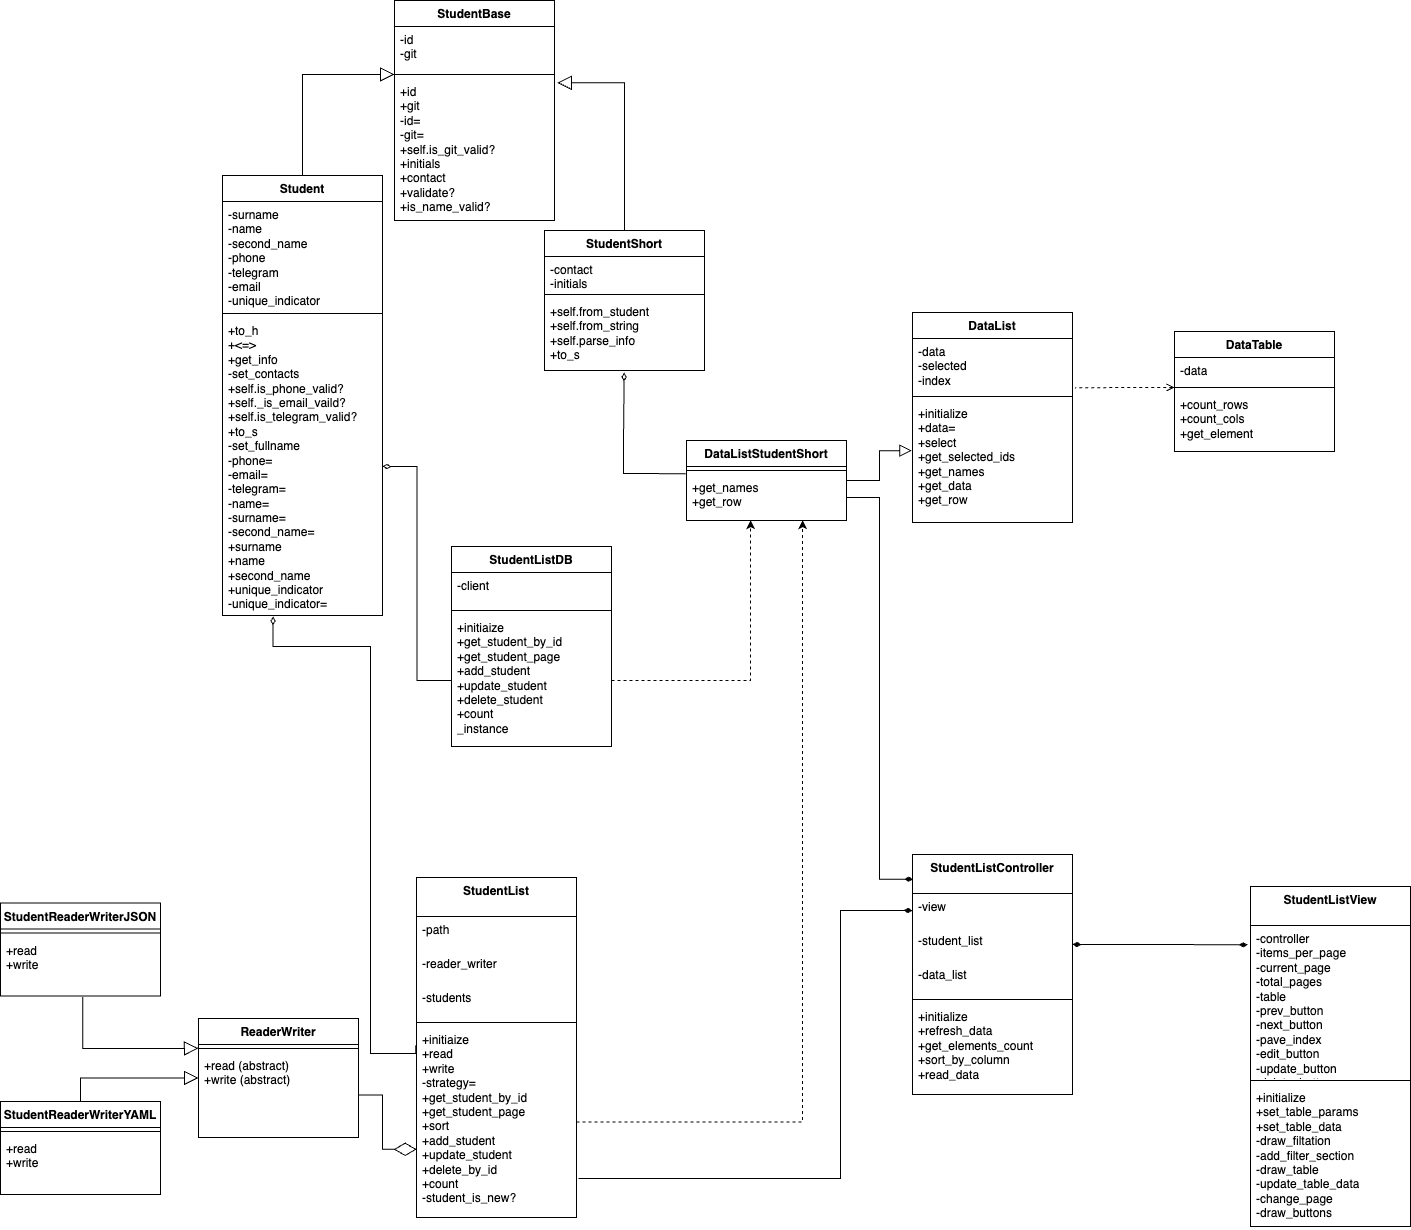 StudentBase
-id
-git
+id
+git
-id=
-git=
+self.is_git_valid?
+initials
+contact
+validate?
+is_name_valid?
Student
-surname
-name
-second_name
-phone
-telegram
-email
-unique_indicator
+to_h
+<=>
+get_info
-set_contacts
+self.is_phone_valid?
+self._is_email_vaild?
+self.is_telegram_valid?
+to_s
-set_fullname
-phone=
-email=
-telegram=
-name=
-surname=
-second_name=
+surname
+name
+second_name
+unique_indicator
-unique_indicator=
StudentShort
-contact
-initials
+self.from_student
+self.from_string
+self.parse_info
+to_s
DataList
-data
-selected
-index
+initialize
+data=
+select
+get_selected_ids
+get_names
+get_data
+get_row
DataTable
-data
+count_rows
+count_cols
+get_element
DataListStudentShort
+get_names
+get_row
StudentListDB
-client
+initiaize
+get_student_by_id
+get_student_page
+add_student
+update_student
+delete_student
+count
_instance
StudentList
-path
-reader_writer
-students
+initiaize
+read
+write
-strategy=
+get_student_by_id
+get_student_page
+sort
+add_student
+update_student
+delete_by_id
+count
-student_is_new?
StudentReaderWriterJSON
+read
+write
ReaderWriter
+read (abstract)
+write (abstract)
StudentReaderWriterYAML
+read
+write
StudentListController
-view
-student_list
-data_list
+initialize
+refresh_data
+get_elements_count
+sort_by_column
+read_data
StudentListView
-controller
-items_per_page
-current_page
-total_pages
-table
-prev_button
-next_button
-pave_index
-edit_button
-update_button
+initialize
+set_table_params
+set_table_data
-draw_filtation
-add_filter_section
-draw_table
-update_table_data
-change_page
-draw_buttons